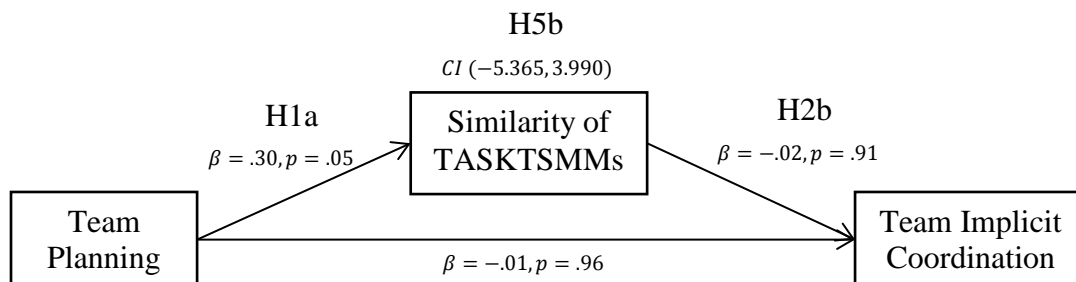 H5b
CI (−5.365, 3.990)
H1a
β = .30, p = .05
Similarity of
TASKTSMMs
H2b
β = −.02, p = .91
Team
Planning
Team Implicit
Coordination
β = −.01, p = .96